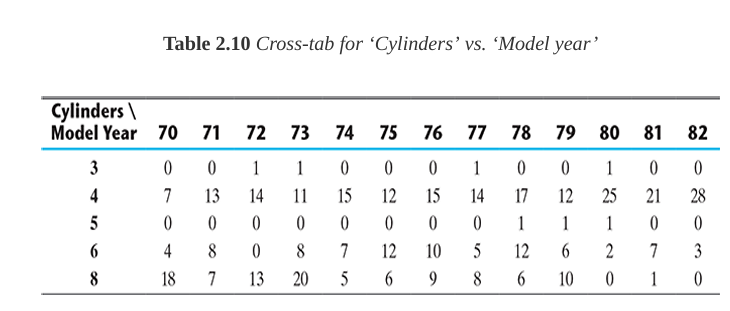 Table 2.10 Cross-tab for ‘Cylinders’ vs. ‘Model year’
Cylinders \
Model Year 70 71 72 73 74 75 76 77 78 79 80 81 82
3 0 0 1 1 0 0 0 1 0 0 1 0 0
4 7 13 14 11 15 12 15 14 17 12 25 21 28
5 0 0 0 0 0 0 0 0 1 1 1 0 0
6 4 8 0 8 7 12 10 5 12 6 2 7 3
8 18 7 13 20 5 6 9 8 6 10 0 1 0